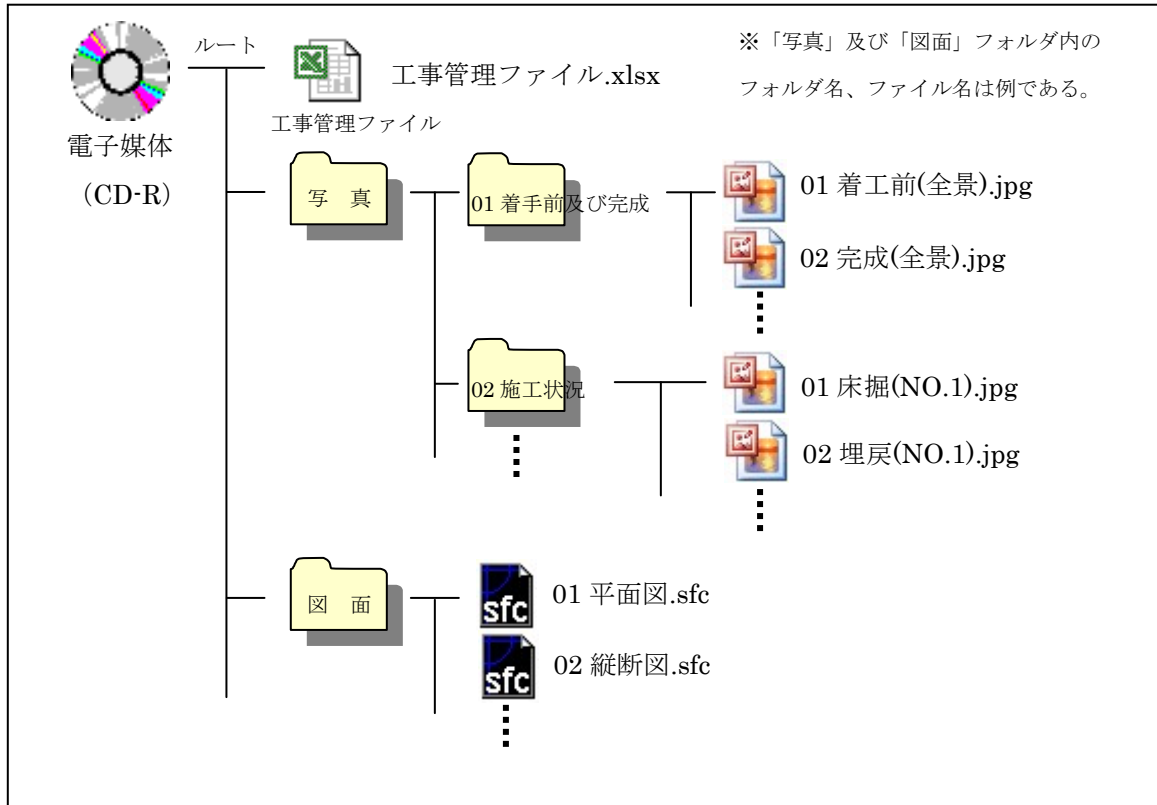 ルート
工事管理ファイル.xlsx
※「写真」及び「図面」フォルダ内の
フォルダ名、ファイル名は例である。
工事管理ファイル
電子媒体
(CD-R)
写 真
01 着手前及び完成
01 着工前(全景).jpg
02 完成(全景).jpg
02 施工状況
01 床掘(NO.1).jpg
02 埋戻(NO.1).jpg
図 面
sfc
01 平面図.sfc
sfc
02 縦断図.sfc